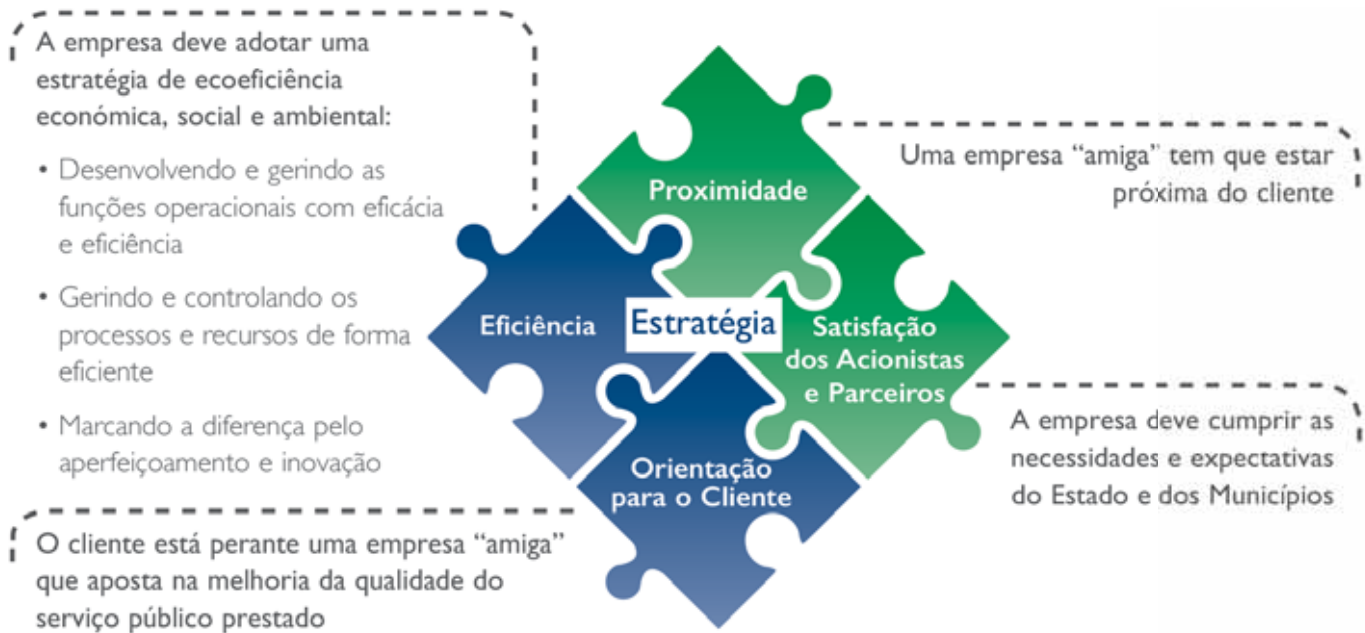 A empresa deve adotar uma
estratégia de ecoeficiência
económica, social e ambiental:
• Desenvolvendo e gerindo as
funções operacionais com eficácia
e eficiência
• Gerindo e controlando os
processos e recursos de forma
eficiente
• Marcando a diferença pelo
aperfeiçoamento e inovação
O cliente está perante uma empresa “amiga”
que aposta na melhoria da qualidade do
serviço público prestado
Proximidade
Eficiência
Estratégia
Satisfação
dos Acionistas
e Parceiros
Orientação
para o Cliente
Uma empresa “amiga” tem que estar
próxima do cliente
A empresa deve cumprir as
necessidades e expectativas
do Estado e dos Municípios